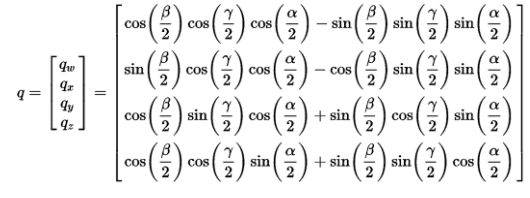 q = [q_w q_x q_y q_z] = [cos(β/2) cos(γ/2) cos(α/2) − sin(β/2) sin(γ/2) sin(α/2)
sin(β/2) cos(γ/2) cos(α/2) − cos(β/2) sin(γ/2) sin(α/2)
cos(β/2) sin(γ/2) cos(α/2) + sin(β/2) cos(γ/2) sin(α/2)
cos(β/2) cos(γ/2) sin(α/2) + sin(β/2) sin(γ/2) cos(α/2)]